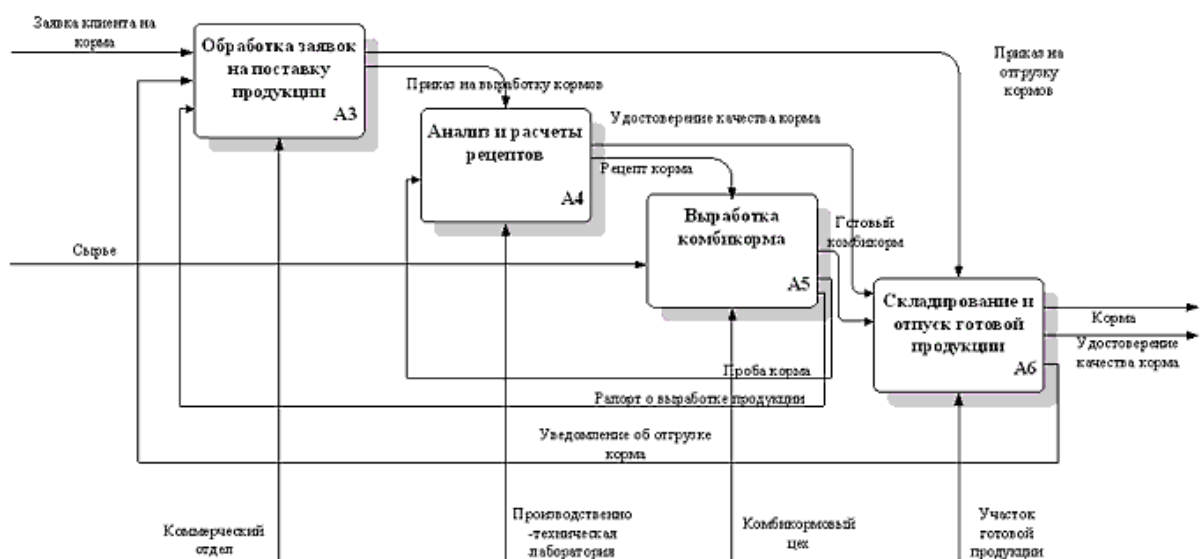 Заявка клиента на
корма
Обработка заявок
на поставку
продукции
А3
Приказ на
отгрузку
кормов
Приказ на выработку кормов
Анализ и расчеты
рецептов
А4
Удостоверение качества корма
Рецепт корма
Выработка
комбикорма
А5
Готовый
комбикорм
Сырье
Складирование и
отпуск готовой
продукции
А6
Корма
Удостоверение
качества корма
Проба корма
Рапорт о выработке продукции
Уведомление об отгрузке
корма
Коммерческий
отдел
Производственно
-техническая
лаборатория
Комбикормовый
цех
Участок
готовой
продукции